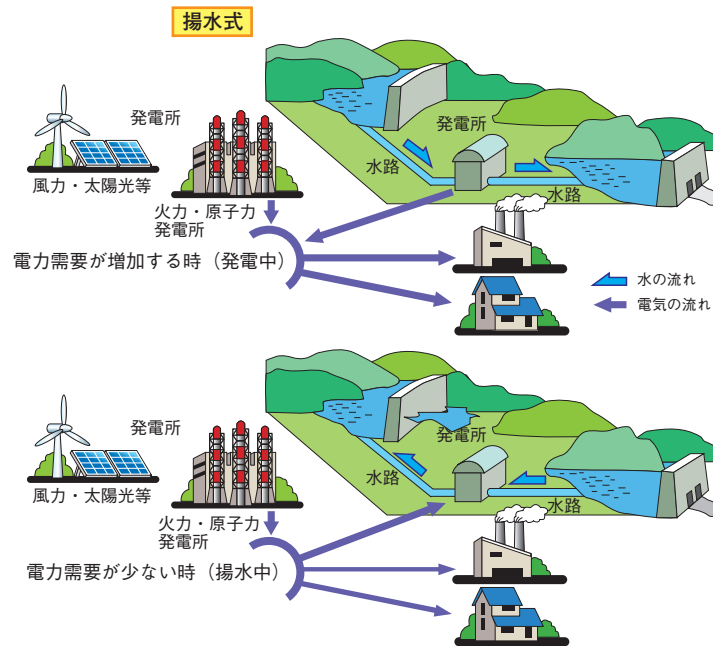 揚水式
発電所
風力・太陽光等
火力・原子力
発電所
発電所
水路
水路
電力需要が増加する時（発電中）
水の流れ
電気の流れ
発電所
風力・太陽光等
火力・原子力
発電所
発電所
水路
水路
電力需要が少ない時（揚水中）